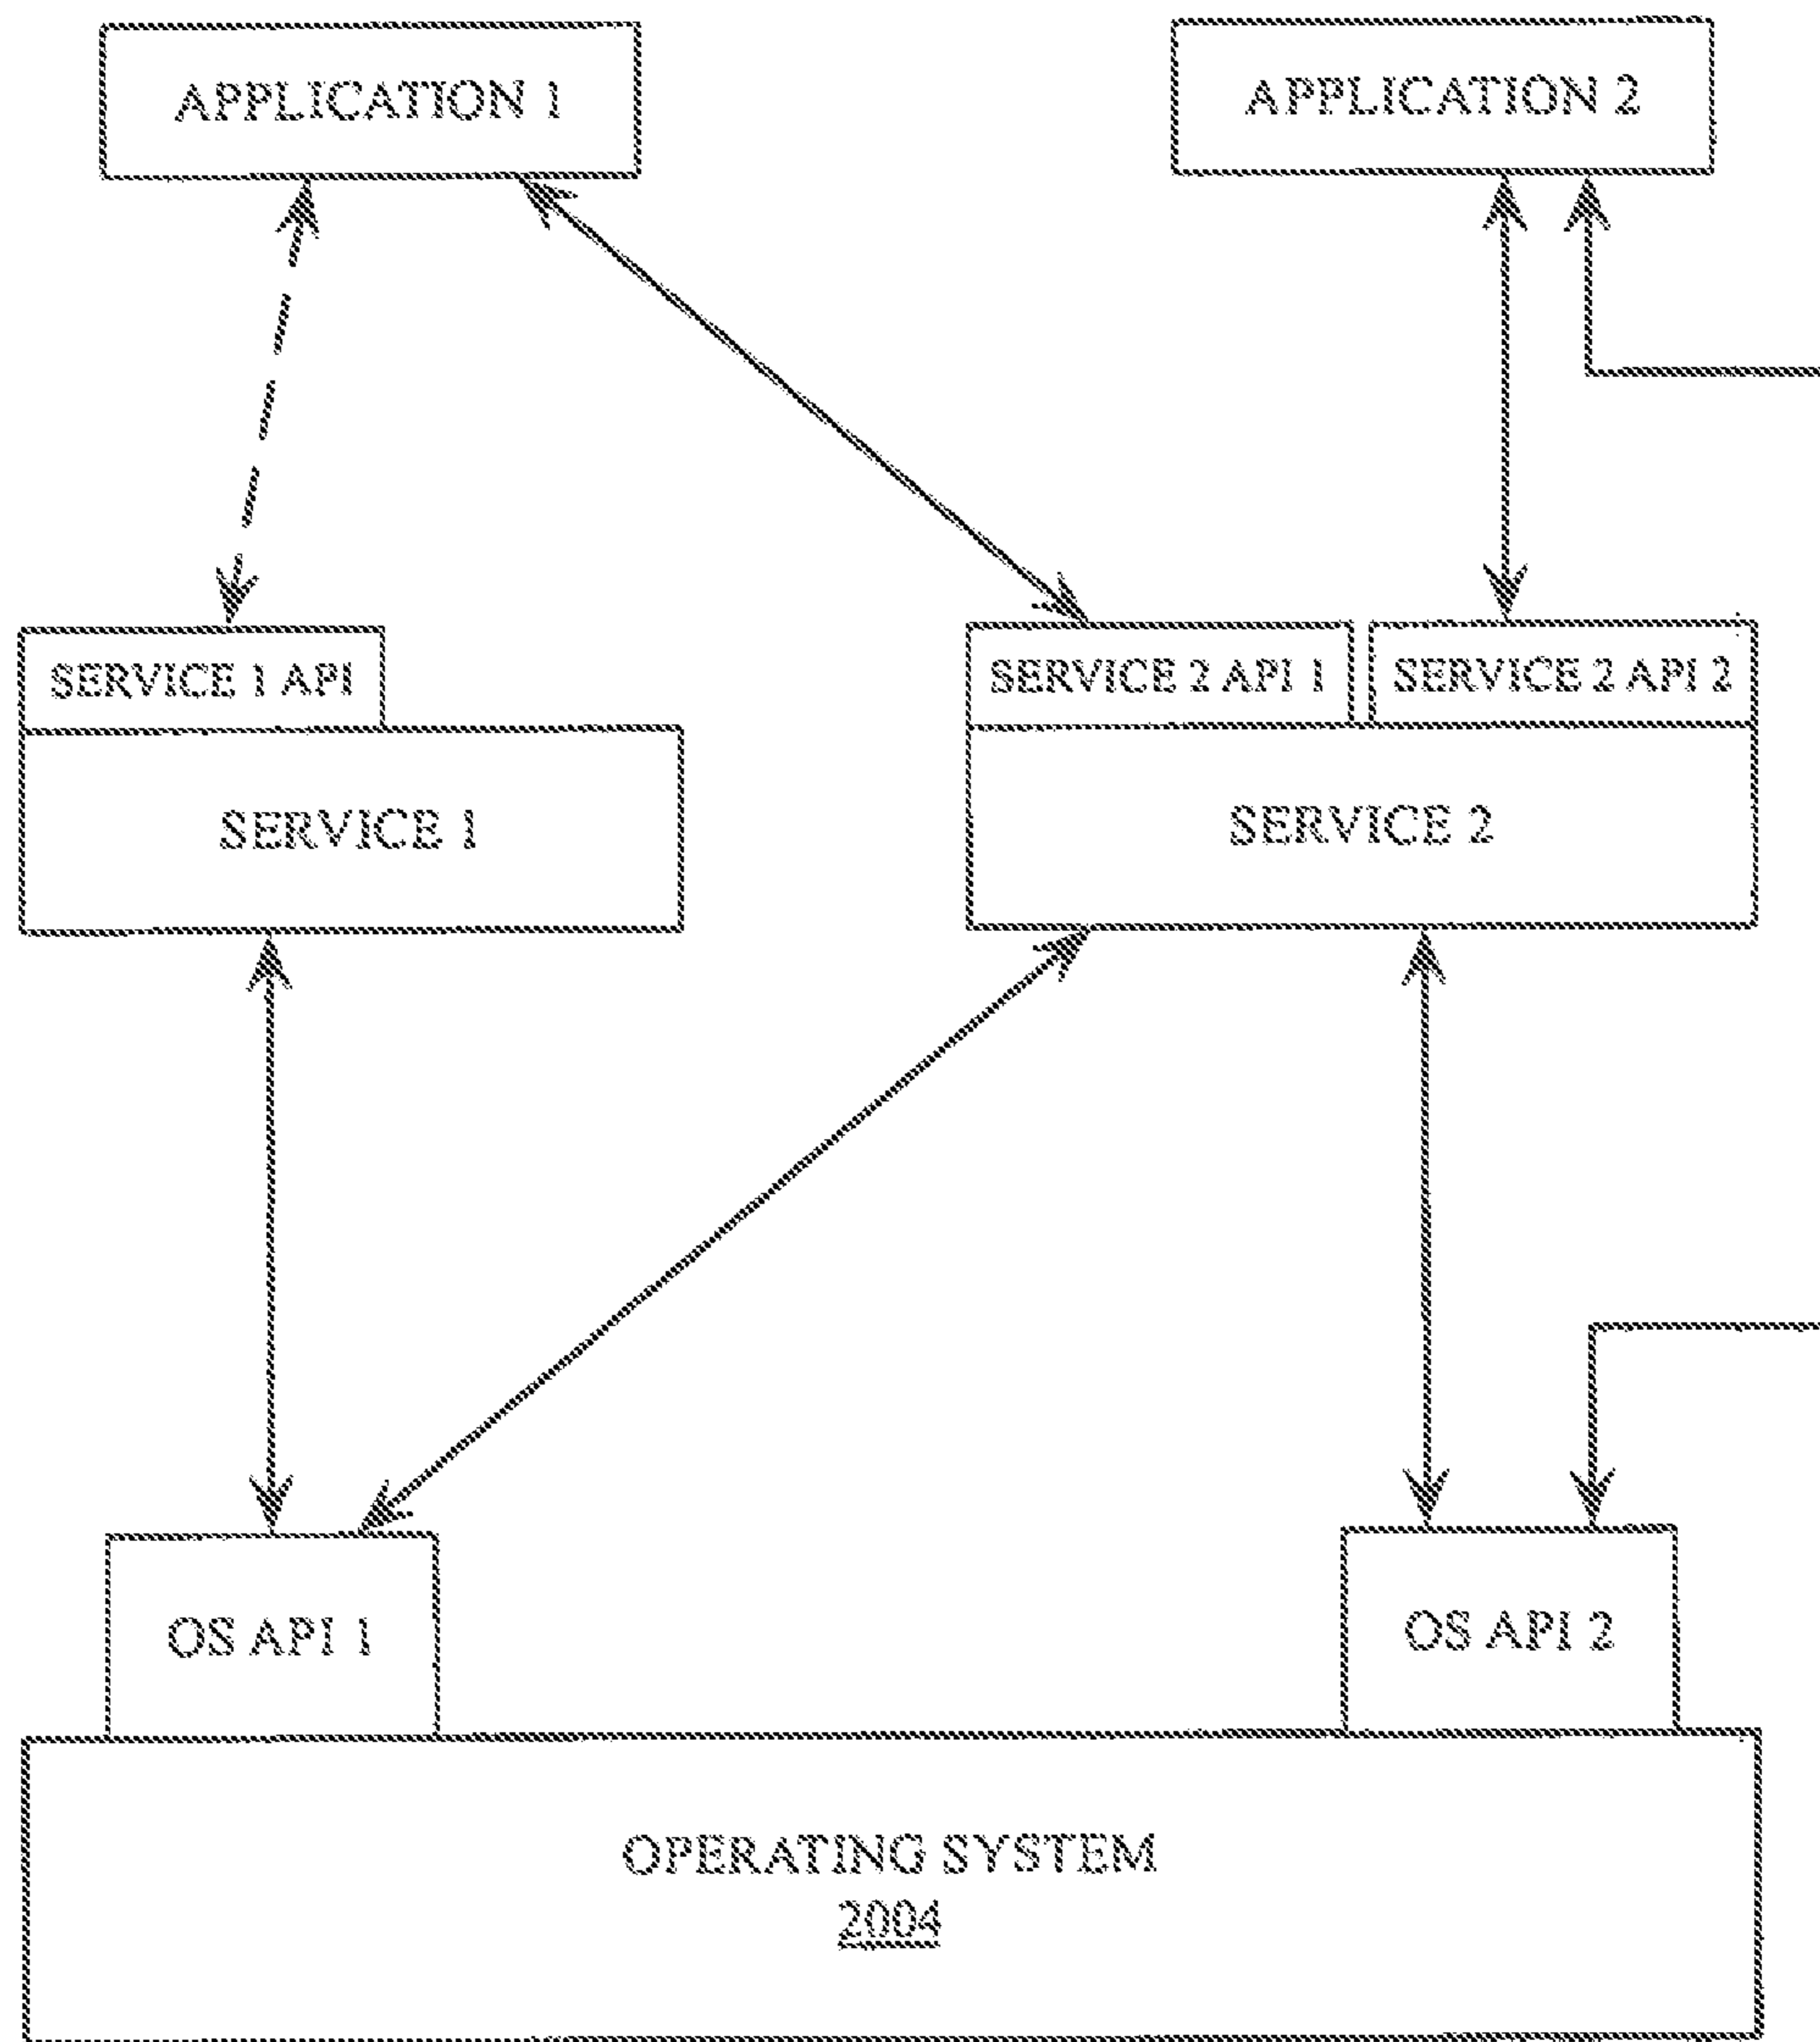 APPLICATION 1
APPLICATION 2
SERVICE 1 API
SERVICE 2 API 1
SERVICE 2 API 2
SERVICE 1
SERVICE 2
OS API 1
OS API 2
OPERATING SYSTEM
2004